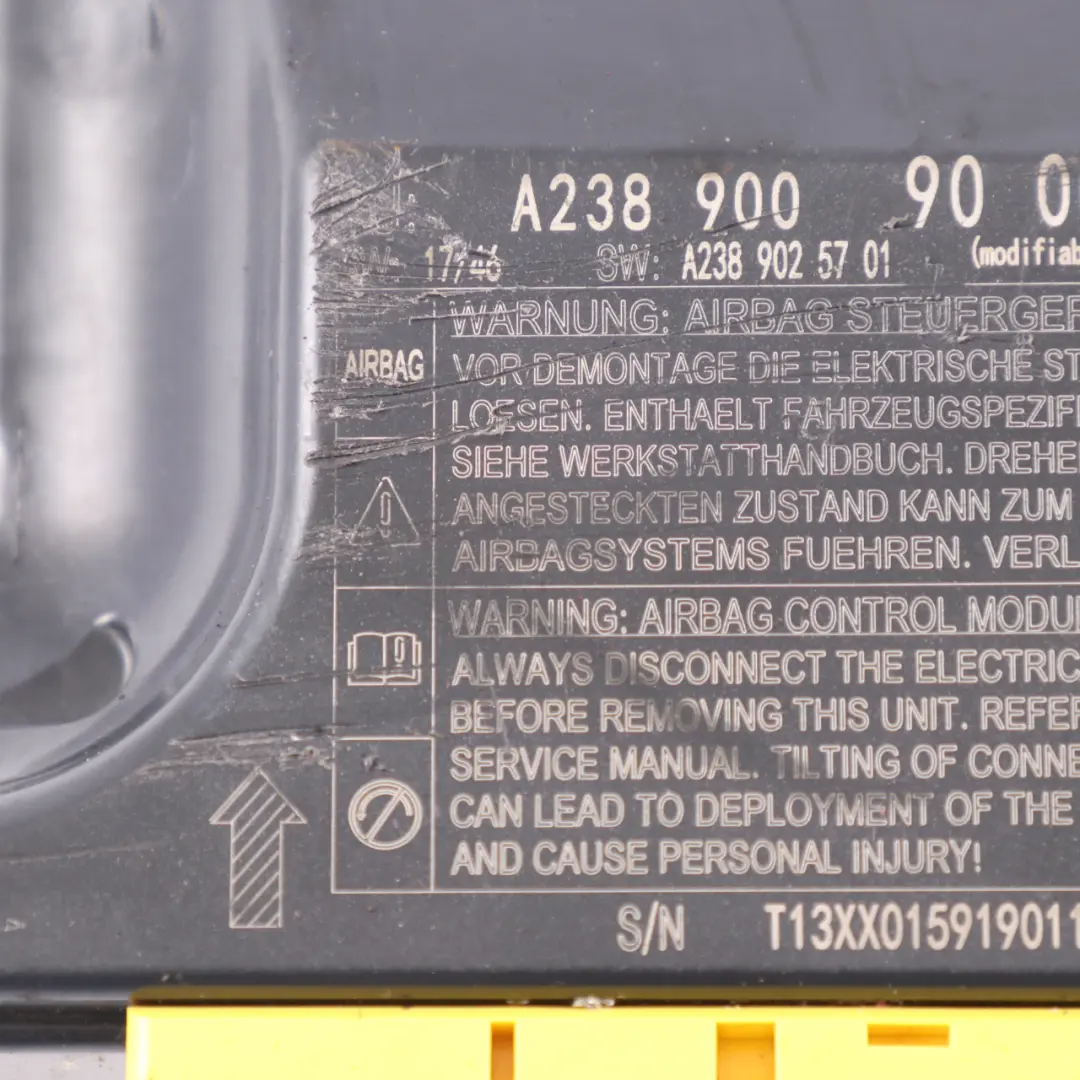 A238 900 90 0
17/46 SW: A238 902 57 01 (modifiab
WARNUNG: AIRBAG STEUERGER
AIRBAG
VOR DEMONTAGE DIE ELEKTRISCHE ST
LOESEN. ENTHAELT FAHRZEUGSPEZIFI
SIEHE WERKSTATTHANDBUCH. DREHE
ANGESTECKTEN ZUSTAND KANN ZUM
AIRBAGSYSTEMS FUEHREN. VERL
WARNING: AIRBAG CONTROL MODU
ALWAYS DISCONNECT THE ELECTRIC
BEFORE REMOVING THIS UNIT. REFER
SERVICE MANUAL. TILTING OF CONNE
CAN LEAD TO DEPLOYMENT OF THE
AND CAUSE PERSONAL INJURY!
S/N T13XX015919011